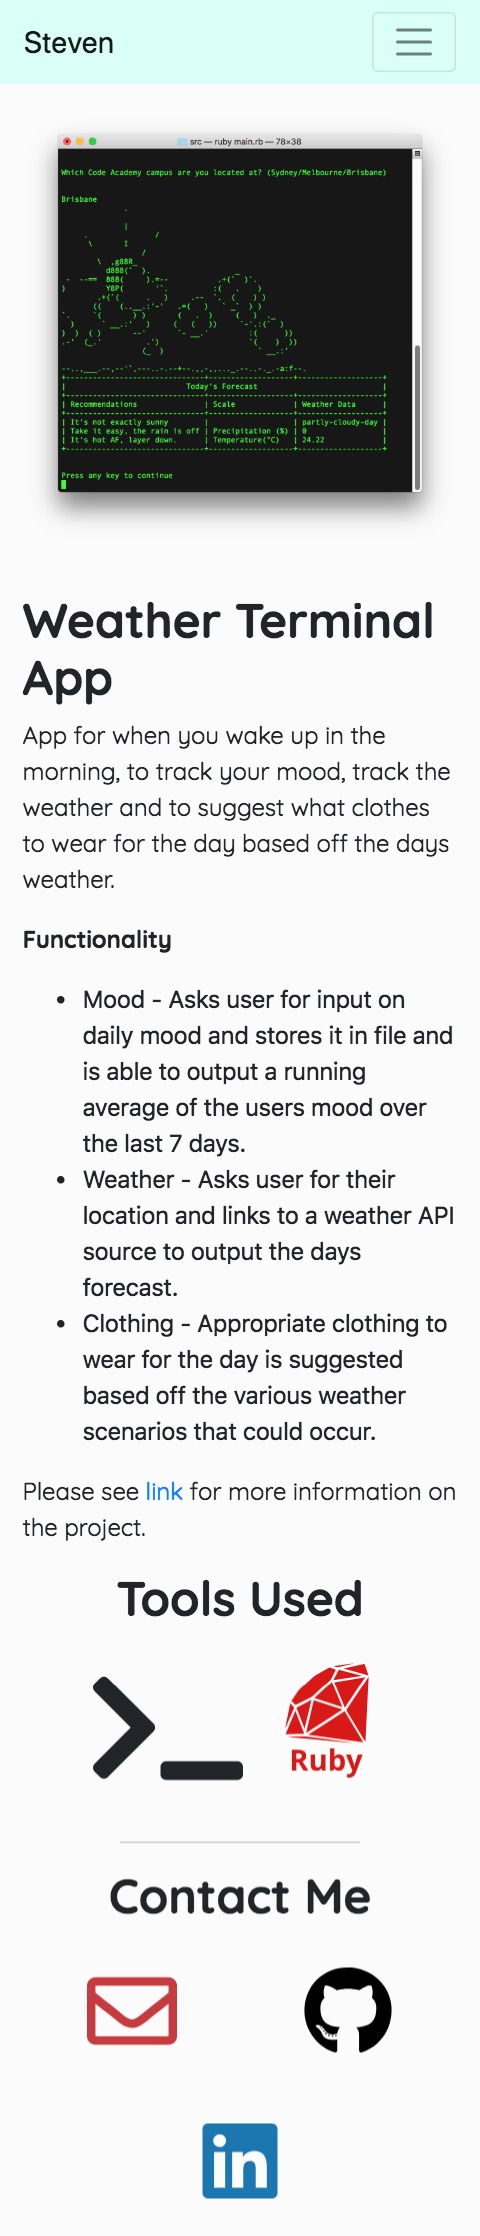 Steven
src — ruby main.rb — 78×38
Which Code Academy campus are you located at? (Sydney/Melbourne/Brisbane)
Brisbane
Today's Forecast
Recommendations | Scale | Weather Data
It's not exactly sunny | | partly-cloudy-day
Take it easy, the rain is off | Precipitation (%) | 0
It's hot AF, layer down. | Temperature(°C) | 24.22
Press any key to continue
Weather Terminal
App
App for when you wake up in the
morning, to track your mood, track the
weather and to suggest what clothes
to wear for the day based off the days
weather.
Functionality
• Mood - Asks user for input on
daily mood and stores it in file and
is able to output a running
average of the users mood over
the last 7 days.
• Weather - Asks user for their
location and links to a weather API
source to output the days
forecast.
• Clothing - Appropriate clothing to
wear for the day is suggested
based off the various weather
scenarios that could occur.
Please see link for more information on
the project.
Tools Used
Ruby
Contact Me
in